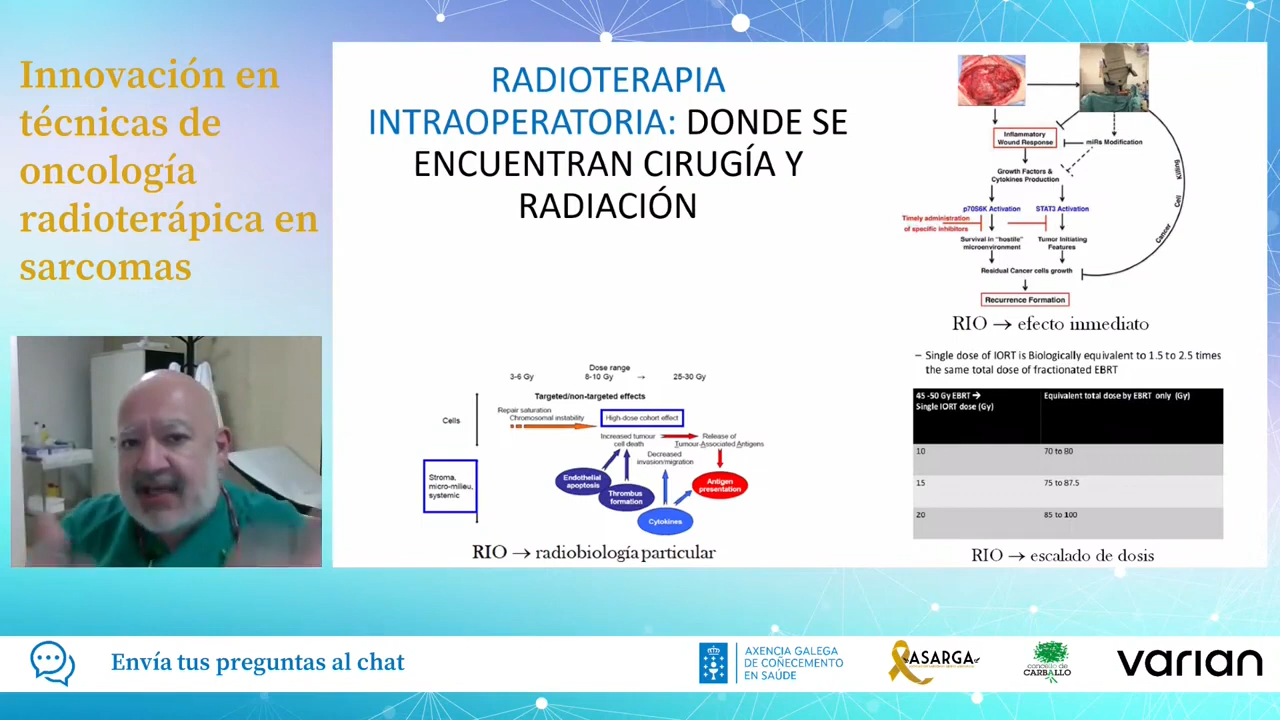 Innovación en
técnicas de
oncología
radioterápica en
sarcomas
RADIOTERAPIA
INTRAOPERATORIA: DONDE SE
ENCUENTRAN CIRUGÍA Y
RADIACIÓN
Inflammatory
Wound Response
miRs Modification
Growth Factors &
Cytokines Production
p70S6K Activation
STAT3 Activation
Timely administration
of specific inhibitors
Survival in "hostile"
microenvironment
Tumor Initiating
Features
Residual Cancer cells growth
Recurrence Formation
Cancer Cell Killing
RIO → efecto inmediato
Dose range
3-6 Gy 8-10 Gy → 25-30 Gy
Targeted/non-targeted effects
Cells
Repair saturation
Chromosomal instability
High-dose cohort effect
Increased tumour
cell death
Release of
Tumour-Associated Antigens
Decreased
invasion/migration
Stroma,
micro-milieu,
systemic
Endothelial
apoptosis
Thrombus
formation
Antigen
presentation
Cytokines
RIO → radiobiología particular
– Single dose of IORT is Biologically equivalent to 1.5 to 2.5 times
the same total dose of fractionated EBRT
45 -50 Gy EBRT →
Single IORT dose (Gy)
Equivalent total dose by EBRT only (Gy)
10 70 to 80
15 75 to 87.5
20 85 to 100
RIO → escalado de dosis
Envía tus preguntas al chat
AXENCIA GALEGA
DE COÑECEMENTO
EN SAÚDE
ASARGA
concello de
CARBALLO
varian